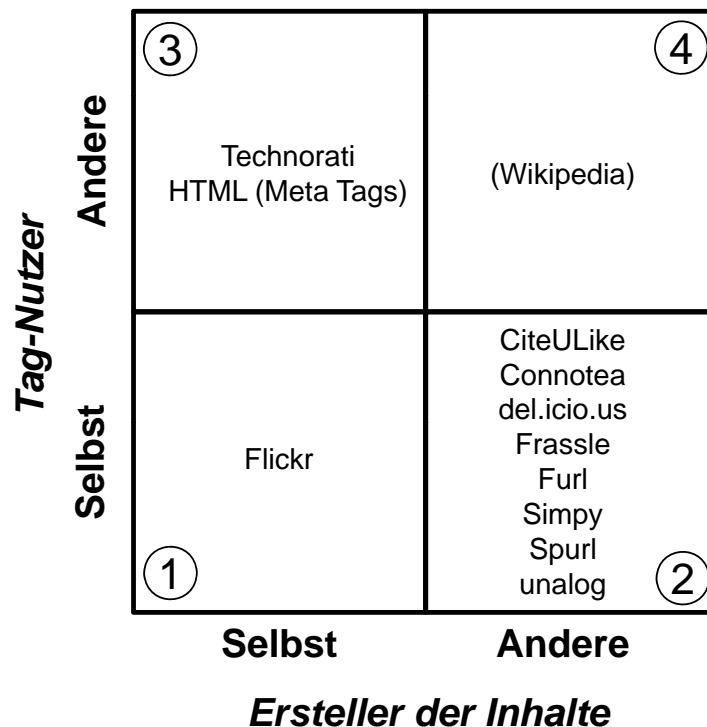 3
4
Andere
Technorati
HTML (Meta Tags)
(Wikipedia)
Tag-Nutzer
Selbst
Flickr
CiteULike
Connotea
del.icio.us
Frassle
Furl
Simpy
Spurl
unalog
1
2
Selbst
Andere
Ersteller der Inhalte